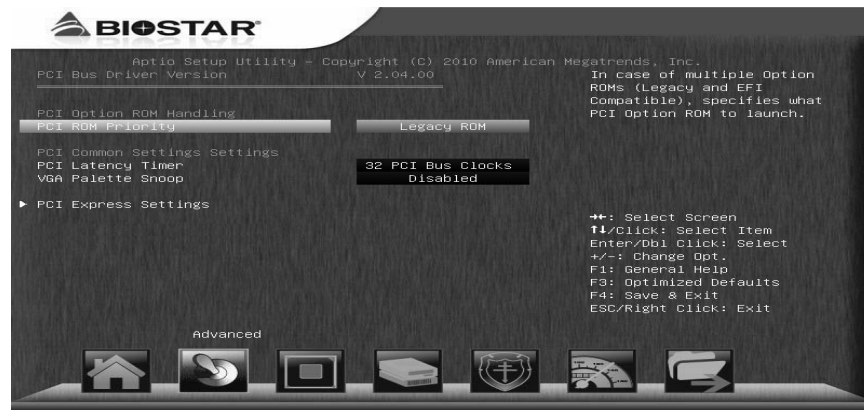 BIOSTAR
Aptio Setup Utility - Copyright (C) 2010 American Megatrends, Inc.
PCI Bus Driver Version V 2.04.00
PCI Option ROM Handling
PCI ROM Priority Legacy ROM
PCI Common Settings Settings
PCI Latency Timer 32 PCI Bus Clocks
VGA Palette Snoop Disabled
► PCI Express Settings
In case of multiple Option
ROMs (Legacy and EFI
Compatible), specifies what
PCI Option ROM to launch.
→←: Select Screen
↑↓/Click: Select Item
Enter/Dbl Click: Select
+/-: Change Opt.
F1: General Help
F3: Optimized Defaults
F4: Save & Exit
ESC/Right Click: Exit
Advanced